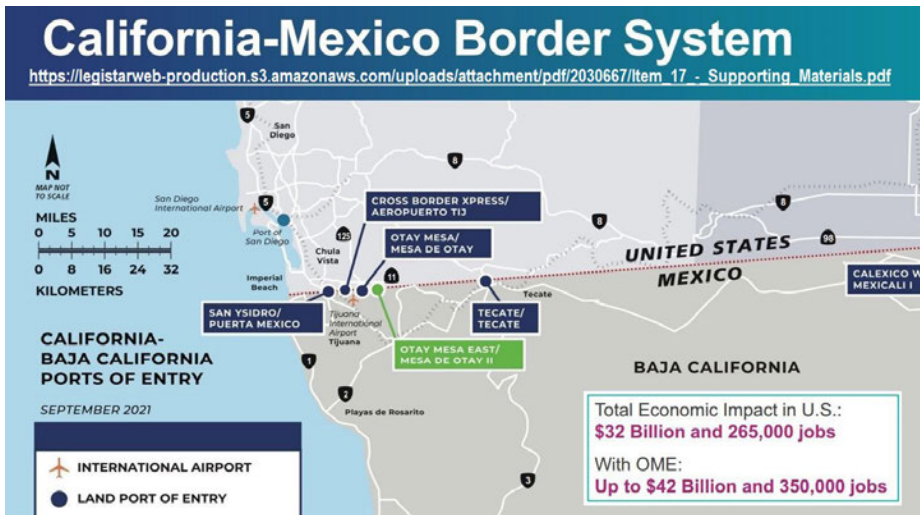 California-Mexico Border System
https://legistarweb-production.s3.amazonaws.com/uploads/attachment/pdf/2030667/Item_17_-_Supporting_Materials.pdf
5
San
Diego
8
MAP NOT
TO SCALE
San Diego
International Airport
5
CROSS BORDER XPRESS/
AEROPUERTO TIJ
8
MILES
0 5 10 15 20
0 8 16 24 32
KILOMETERS
Port of
San Diego
125
Chula
Vista
OTAY MESA/
MESA DE OTAY
8
98
UNITED STATES
MEXICO
Imperial
Beach
11
CALEXICO W
MEXICALI I
SAN YSIDRO/
PUERTA MEXICO
Tijuana
International
Airport
Tijuana
TECATE/
TECATE
Tecate
CALIFORNIA-
BAJA CALIFORNIA
PORTS OF ENTRY
OTAY MESA EAST/
MESA DE OTAY II
1
BAJA CALIFORNIA
SEPTEMBER 2021
2
Playas de Rosarito
Total Economic Impact in U.S.:
$32 Billion and 265,000 jobs
With OME:
Up to $42 Billion and 350,000 jobs
INTERNATIONAL AIRPORT
LAND PORT OF ENTRY
3